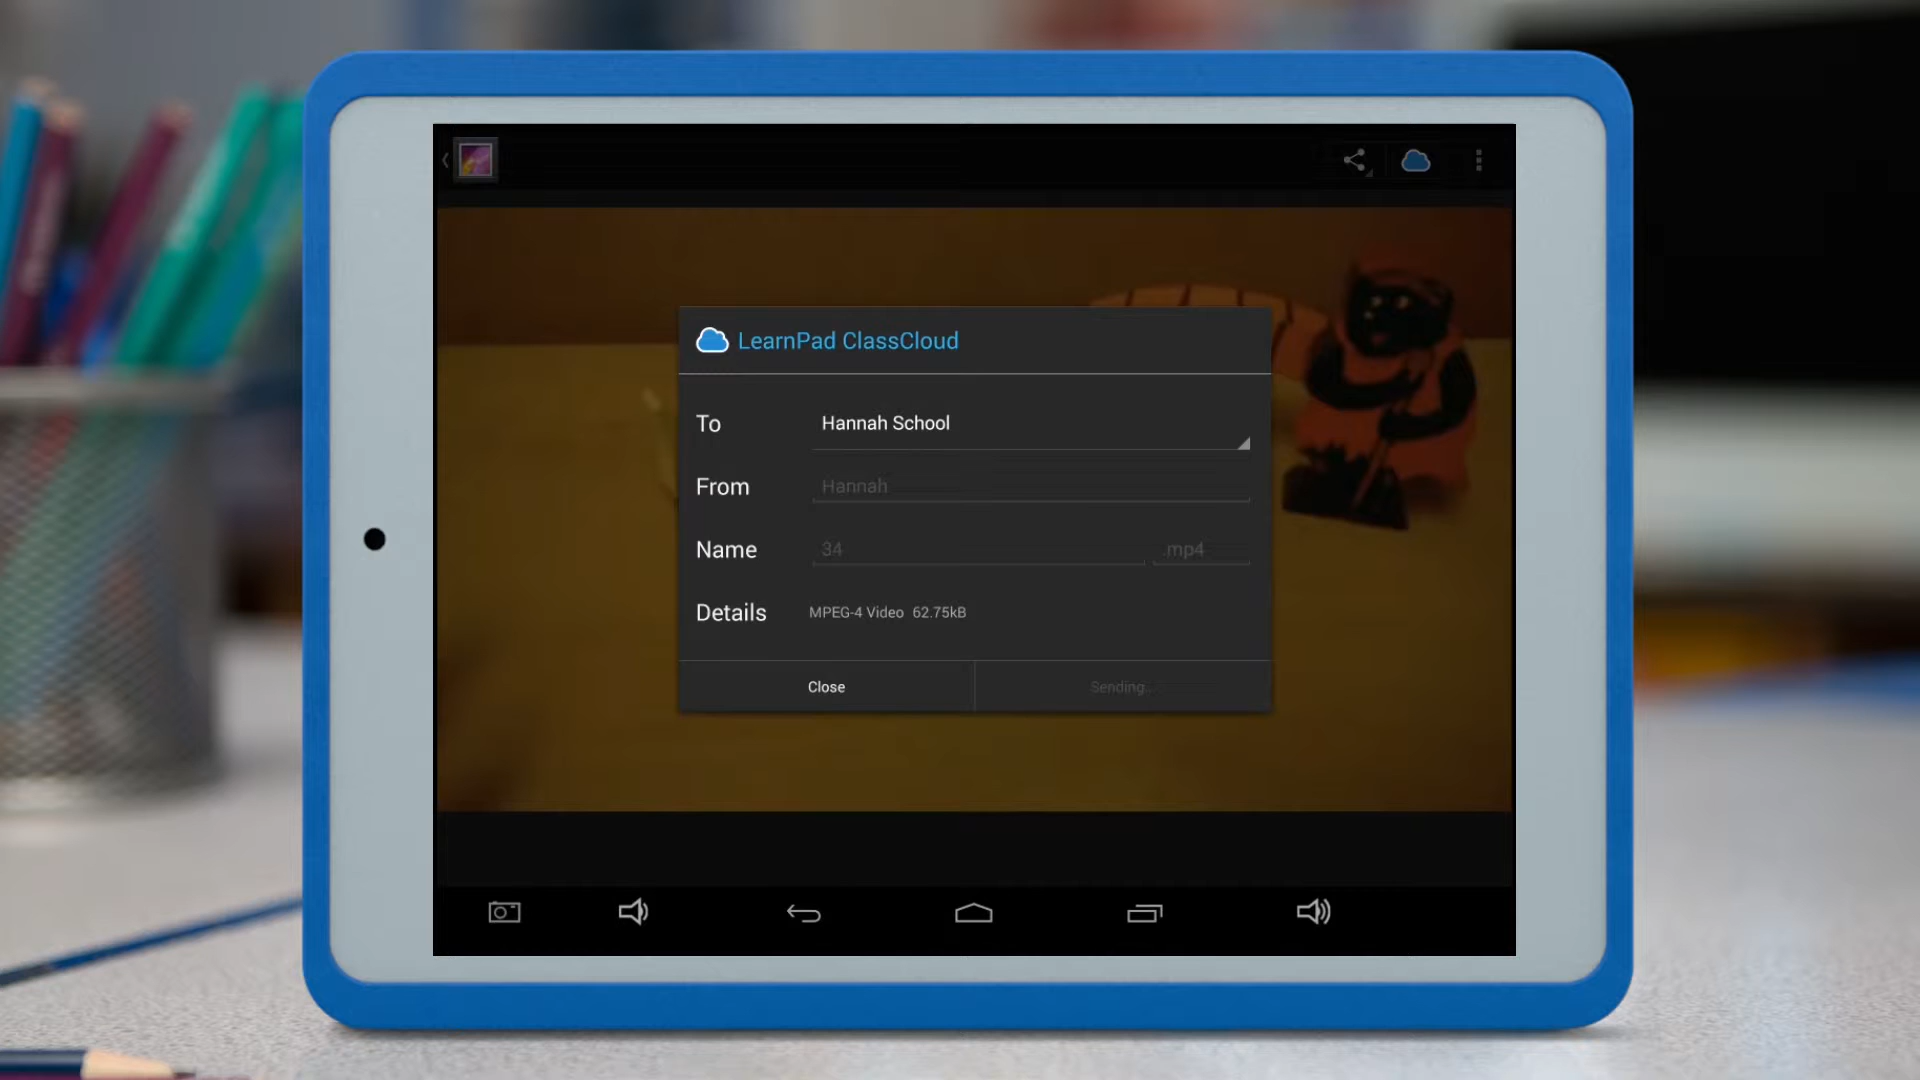 LearnPad ClassCloud
To Hannah School
From Hannah
Name 34 .mp4
Details MPEG-4 Video 62.75kB
Close Sending..